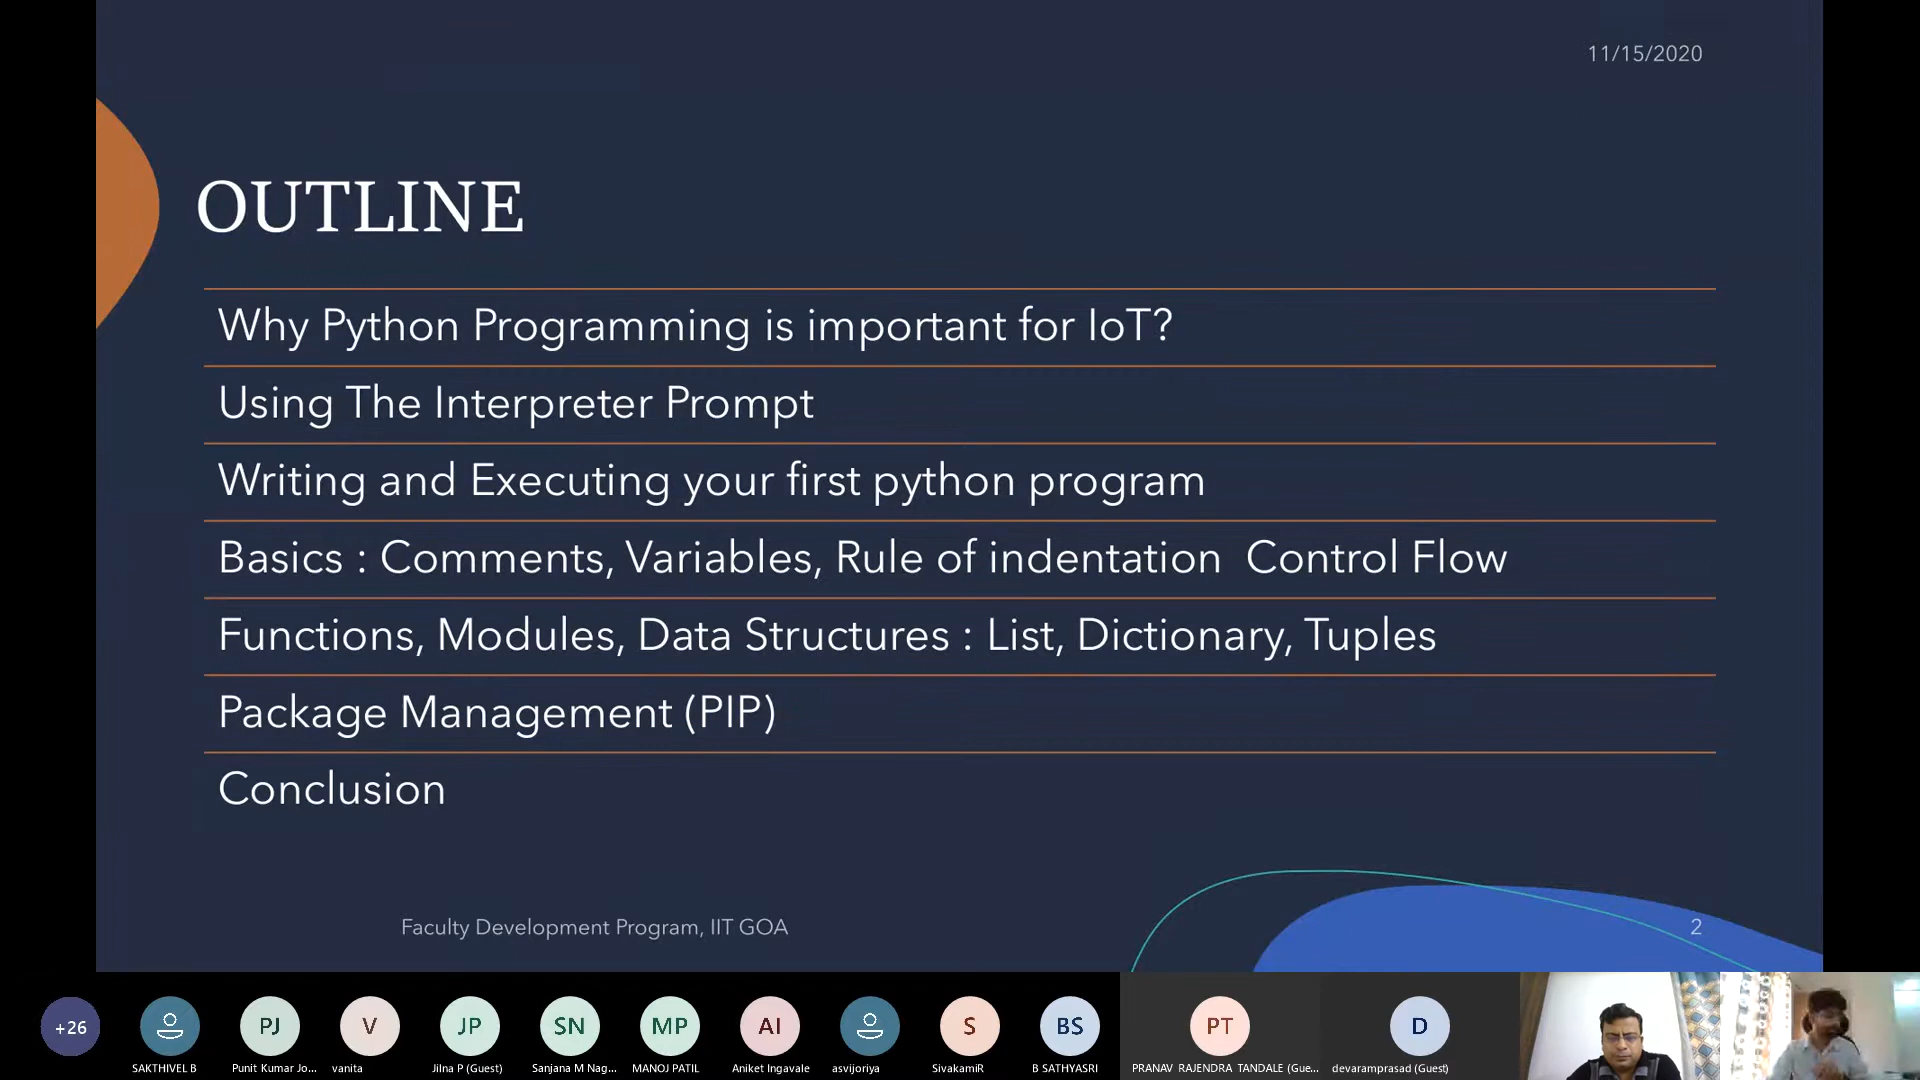 11/15/2020
OUTLINE
Why Python Programming is important for IoT?
Using The Interpreter Prompt
Writing and Executing your first python program
Basics : Comments, Variables, Rule of indentation  Control Flow
Functions, Modules, Data Structures : List, Dictionary, Tuples
Package Management (PIP)
Conclusion
Faculty Development Program, IIT GOA
2
+26
PJ
V
JP
SN
MP
AI
S
BS
PT
D
SAKTHIVEL B
Punit Kumar Jo...
vanita
Jilna P (Guest)
Sanjana M Nag...
MANOJ PATIL
Aniket Ingavale
asvijoriya
SivakamiR
B SATHYASRI
PRANAV RAJENDRA TANDALE (Gue...
devaramprasad (Guest)